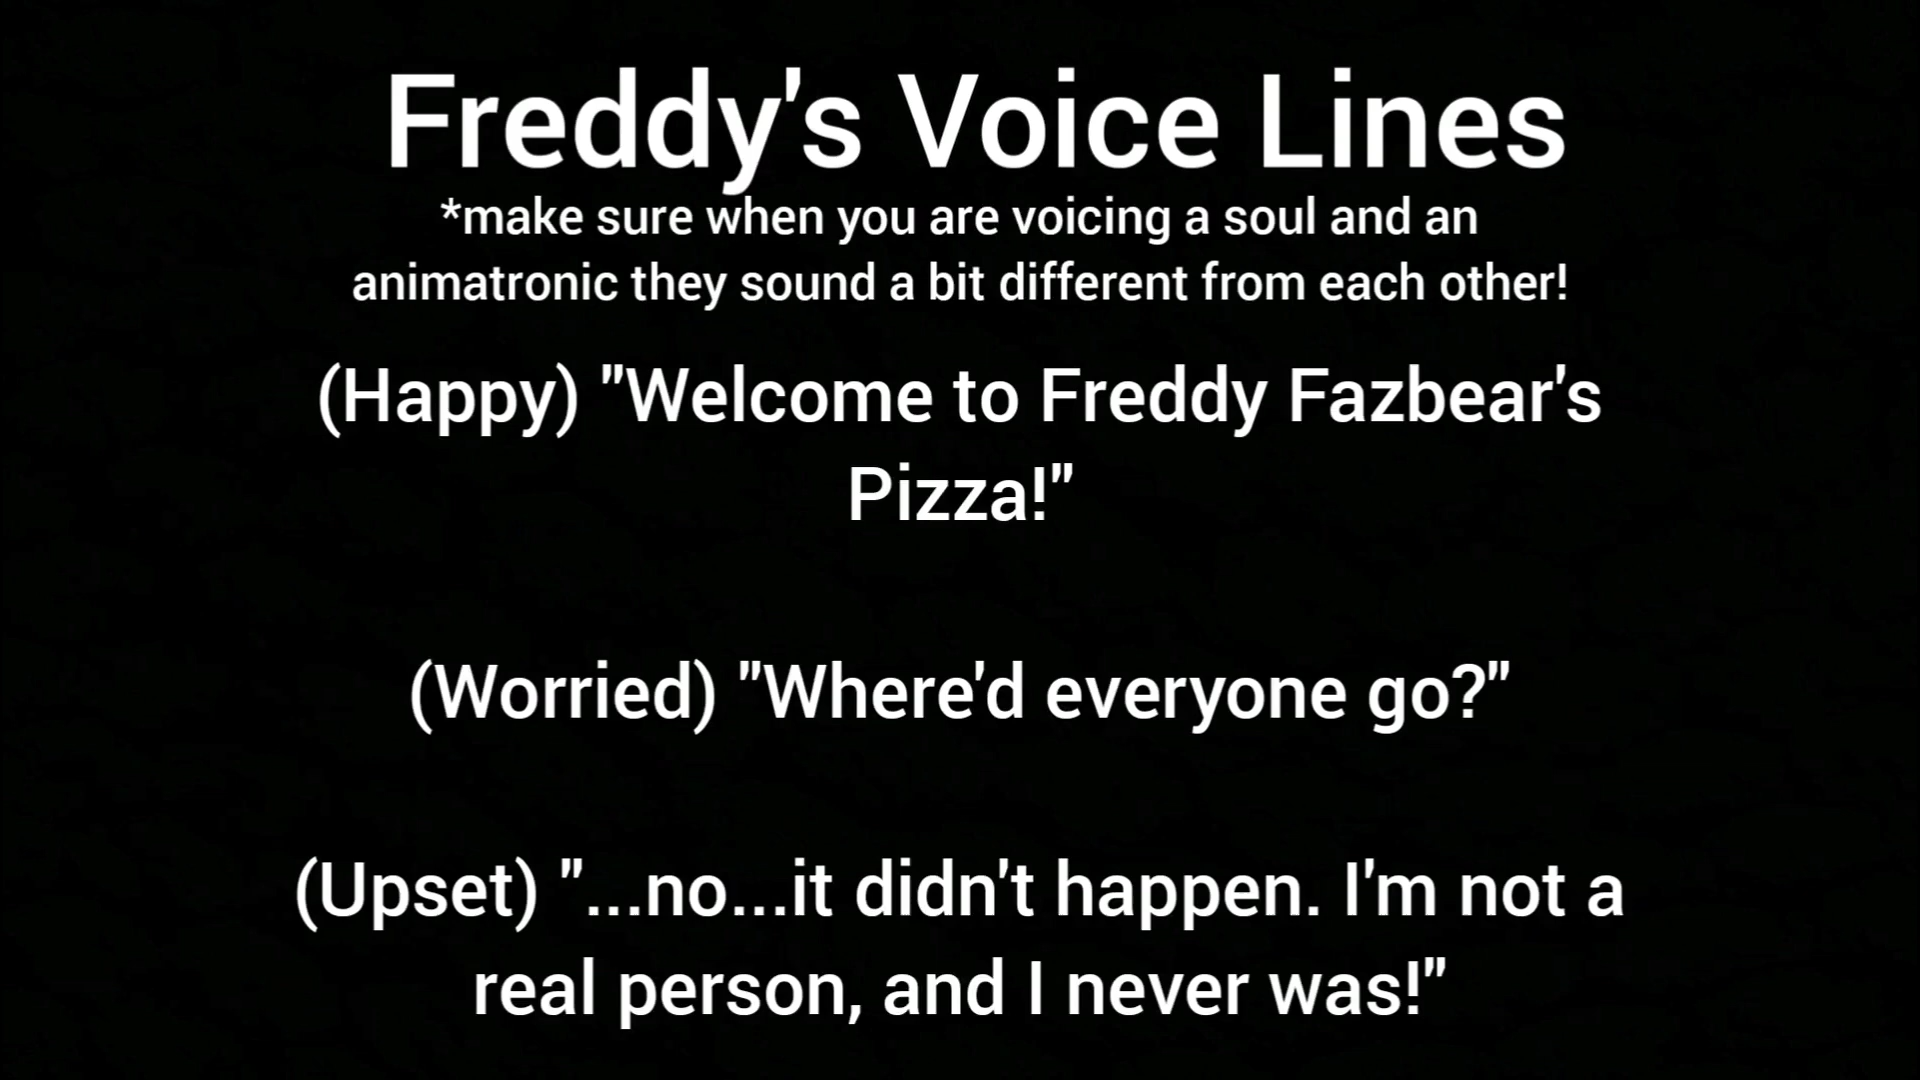 Freddy's Voice Lines
*make sure when you are voicing a soul and an
animatronic they sound a bit different from each other!
(Happy) "Welcome to Freddy Fazbear's
Pizza!"
(Worried) "Where'd everyone go?"
(Upset) "...no...it didn't happen. I'm not a
real person, and I never was!"